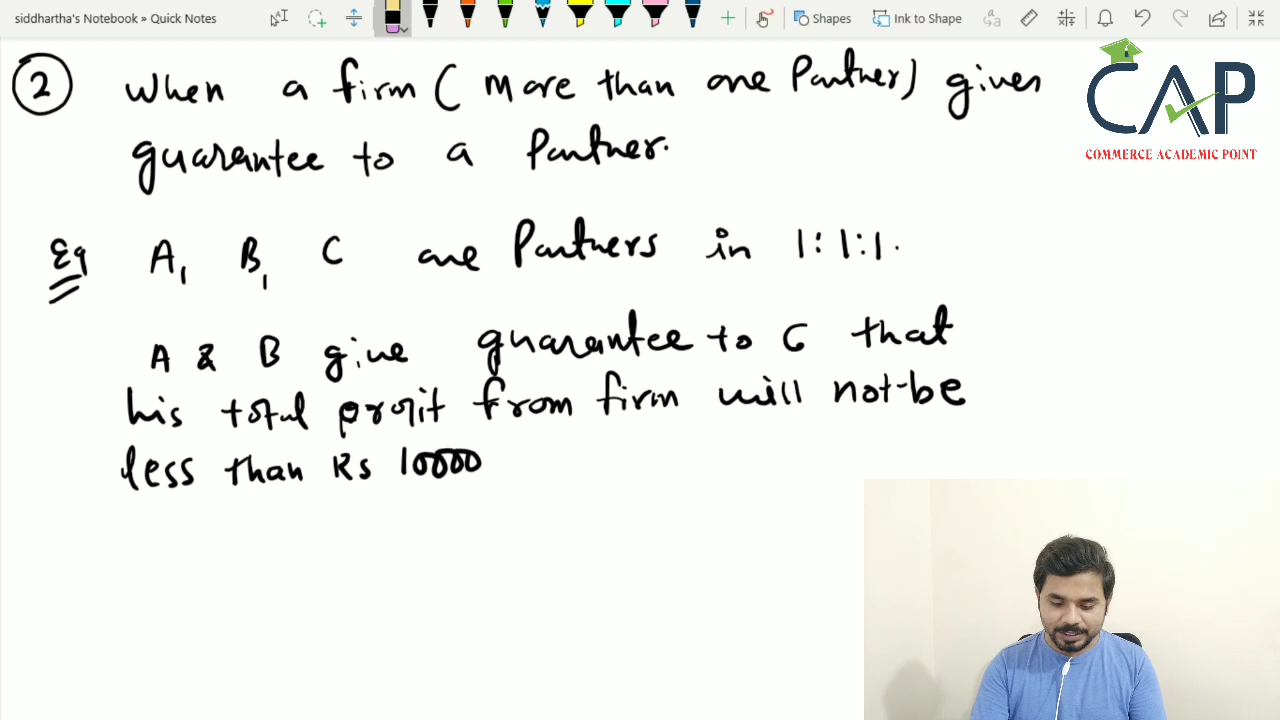 siddhartha's Notebook » Quick Notes
Shapes
Ink to Shape
CAP
COMMERCE ACADEMIC POINT
② When a firm ( More than one Partner) given
guarantee to a Partner.
Eg A, B, C are Partners in 1:1:1.
A & B give guarantee to C that
his total profit from firm will not-be
less than Rs 10000